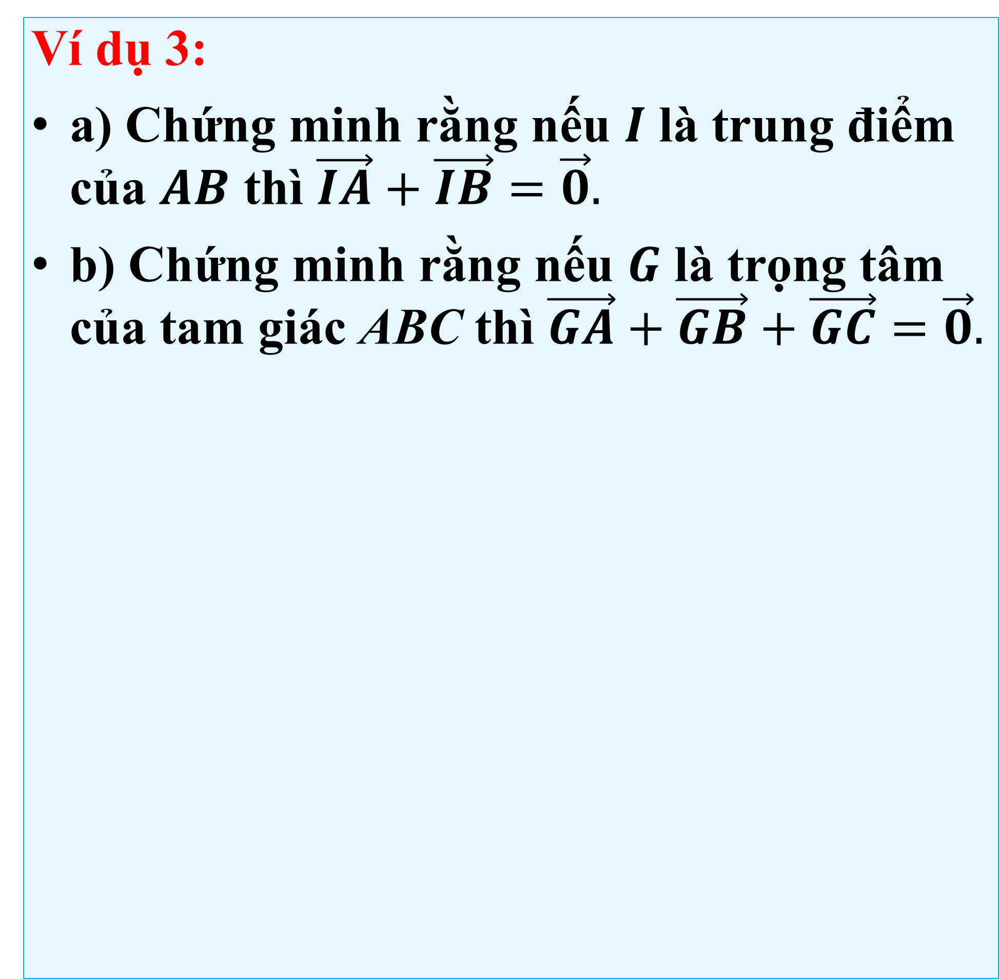 Ví dụ 3:
• a) Chứng minh rằng nếu I là trung điểm
của AB thì \overrightarrow{IA} + \overrightarrow{IB} = \overrightarrow{0}.
• b) Chứng minh rằng nếu G là trọng tâm
của tam giác ABC thì \overrightarrow{GA} + \overrightarrow{GB} + \overrightarrow{GC} = \overrightarrow{0}.